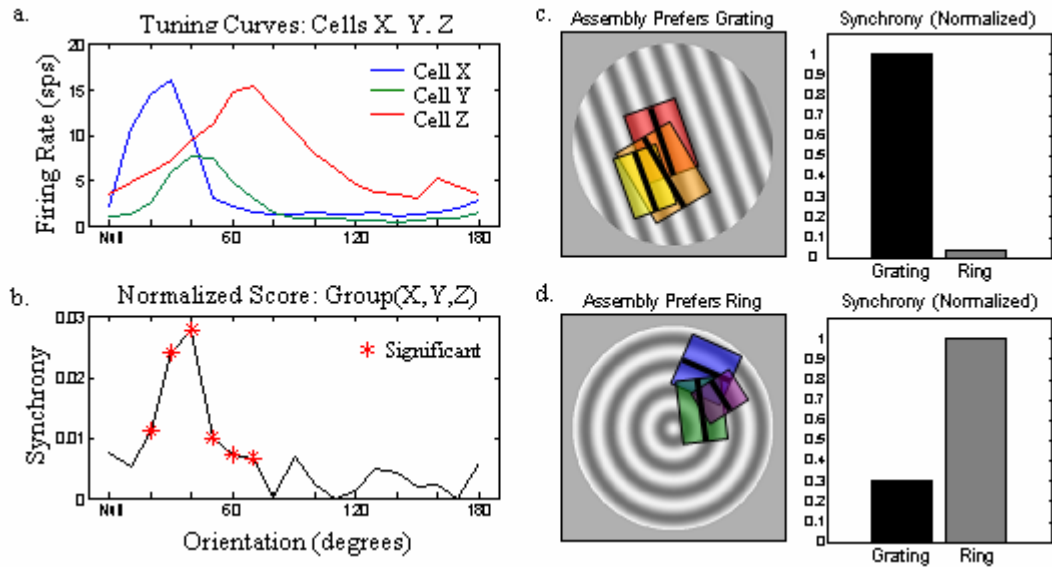 a.
Tuning Curves: Cells X, Y, Z
20
15
10
5
0
Firing Rate (sps)
Cell X
Cell Y
Cell Z
Null
60
120
180
b.
Normalized Score: Group(X,Y,Z)
0.03
0.02
0.01
0
Synchrony
Significant
Null
60
120
180
Orientation (degrees)
c.
Assembly Prefers Grating
Synchrony (Normalized)
1
0.9
0.8
0.7
0.6
0.5
0.4
0.3
0.2
0.1
0
Grating
Ring
d.
Assembly Prefers Ring
Synchrony (Normalized)
1
0.9
0.8
0.7
0.6
0.5
0.4
0.3
0.2
0.1
0
Grating
Ring